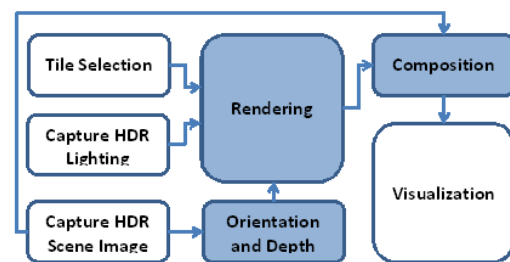 Tile Selection
Rendering
Composition
Capture HDR
Lighting
Visualization
Capture HDR
Scene Image
Orientation
and Depth